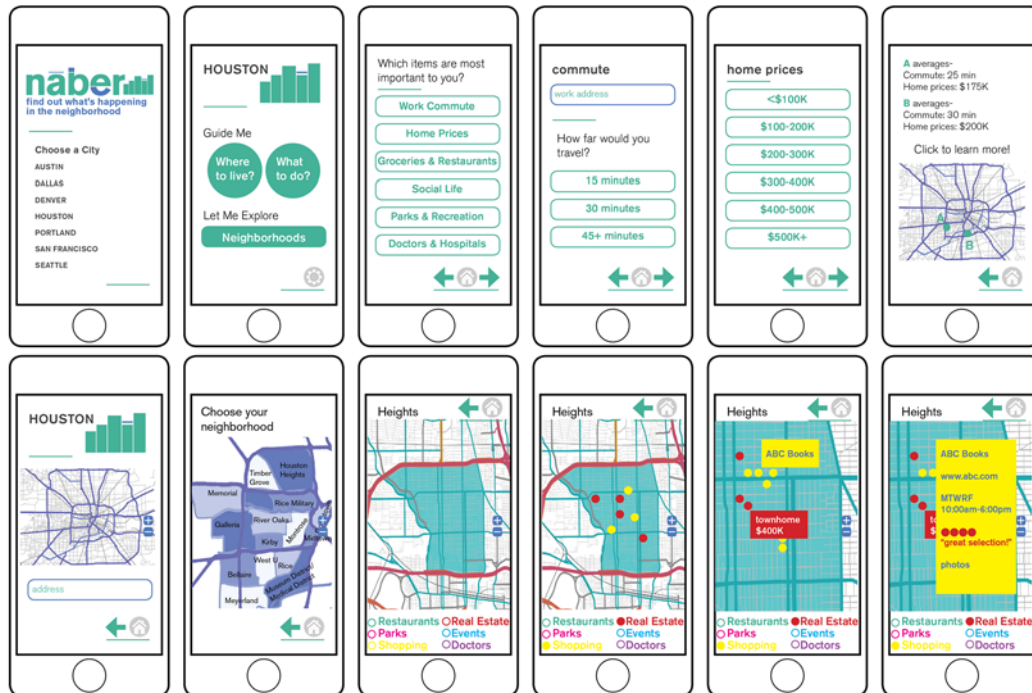 naber
find out what's happening
in the neighborhood
Choose a City
AUSTIN
DALLAS
DENVER
HOUSTON
PORTLAND
SAN FRANCISCO
SEATTLE
HOUSTON
Guide Me
Where
to live?
What
to do?
Let Me Explore
Neighborhoods
Which items are most
important to you?
Work Commute
Home Prices
Groceries & Restaurants
Social Life
Parks & Recreation
Doctors & Hospitals
commute
work address
How far would you
travel?
15 minutes
30 minutes
45+ minutes
home prices
<$100K
$100-200K
$200-300K
$300-400K
$400-500K
$500K+
A averages-
Commute: 25 min
Home prices: $175K
B averages-
Commute: 30 min
Home prices: $200K
Click to learn more!
A
B
HOUSTON
address
Choose your
neighborhood
Timber
Grove
Houston
Heights
Memorial
Rice Military
Galleria
River Oaks
Montrose
Kirby
West U
Rice
Bellaire
Museum District/
Medical District
Meyerland
Heights
Restaurants
Real Estate
Parks
Events
Shopping
Doctors
Heights
Restaurants
Real Estate
Parks
Events
Shopping
Doctors
Heights
ABC Books
townhome
$400K
Restaurants
Real Estate
Parks
Events
Shopping
Doctors
Heights
ABC Books
www.abc.com
MTWRF
10:00am-6:00pm
"great selection!"
photos
Restaurants
Real Estate
Parks
Events
Shopping
Doctors